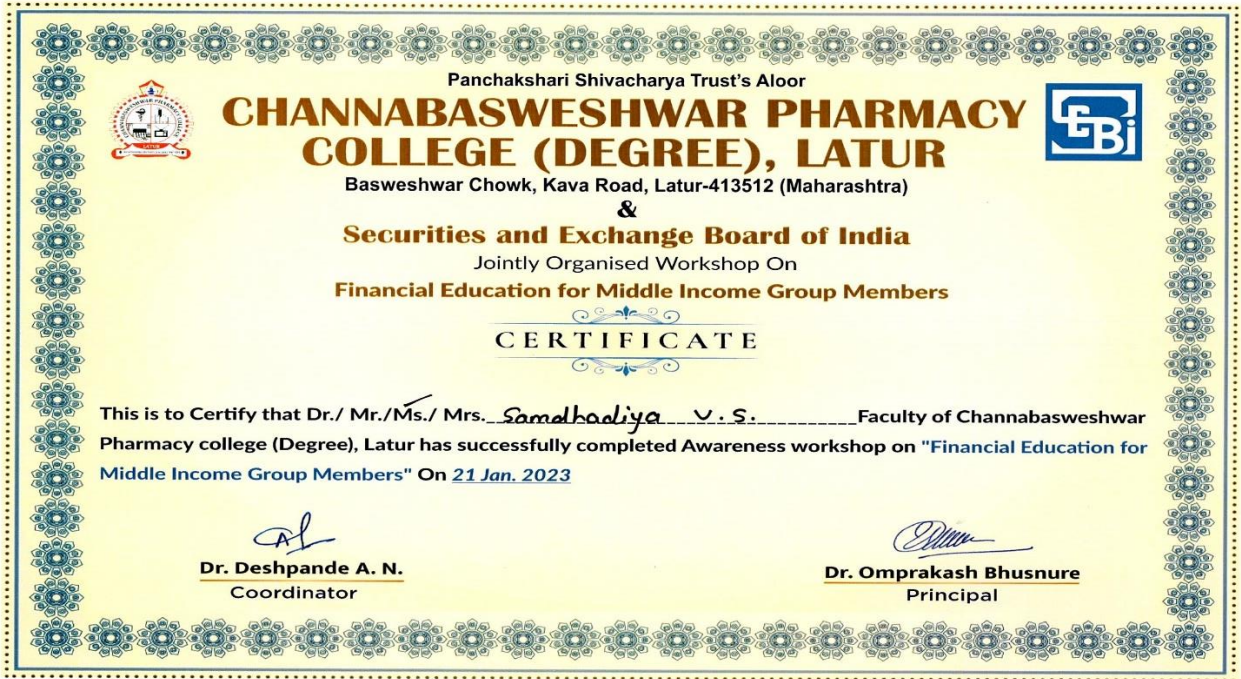 Panchakshari Shivacharya Trust's Aloor
CHANNABASWESHWAR PHARMACY
COLLEGE (DEGREE), LATUR
SEBi
Basweshwar Chowk, Kava Road, Latur-413512 (Maharashtra)
&
Securities and Exchange Board of India
Jointly Organised Workshop On
Financial Education for Middle Income Group Members
CERTIFICATE
This is to Certify that Dr./ Mr./Ms./ Mrs. Samdhadiya V.S. Faculty of Channabasweshwar
Pharmacy college (Degree), Latur has successfully completed Awareness workshop on "Financial Education for
Middle Income Group Members" On 21 Jan. 2023
Dr. Deshpande A. N.
Coordinator
Dr. Omprakash Bhusnure
Principal